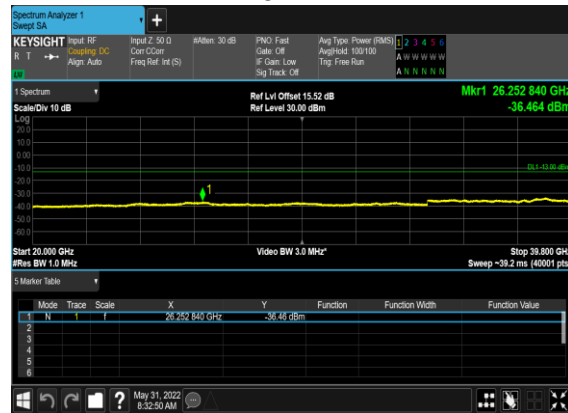 Spectrum Analyzer 1
Swept SA
+
KEYSIGHT
R T
LW
Input: RF
Coupling: DC
Align: Auto
Input Z: 50 Ω
Corr CCorr
Freq Ref: Int (S)
#Atten: 30 dB
PNO: Fast
Gate: Off
IF Gain: Low
Sig Track: Off
Avg Type: Power (RMS)
Avg|Hold: 100/100
Trig: Free Run
1 2 3 4 5 6
A W W W W W
A N N N N N
1 Spectrum
Scale/Div 10 dB
Ref Lvl Offset 15.52 dB
Ref Level 30.00 dBm
Mkr1 26.252 840 GHz
-36.464 dBm
Log
20.0
10.0
0.00
-10.0
-20.0
-30.0
-40.0
-50.0
-60.0
DL1 -13.00 dBm
1
Start 20.000 GHz
#Res BW 1.0 MHz
Video BW 3.0 MHz*
Stop 39.800 GHz
Sweep ~39.2 ms (40001 pts)
5 Marker Table
Mode Trace Scale X Y Function Function Width Function Value
1 N 1 f 26.252 840 GHz -36.46 dBm
2
3
4
5
6
?
May 31, 2022
8:32:50 AM